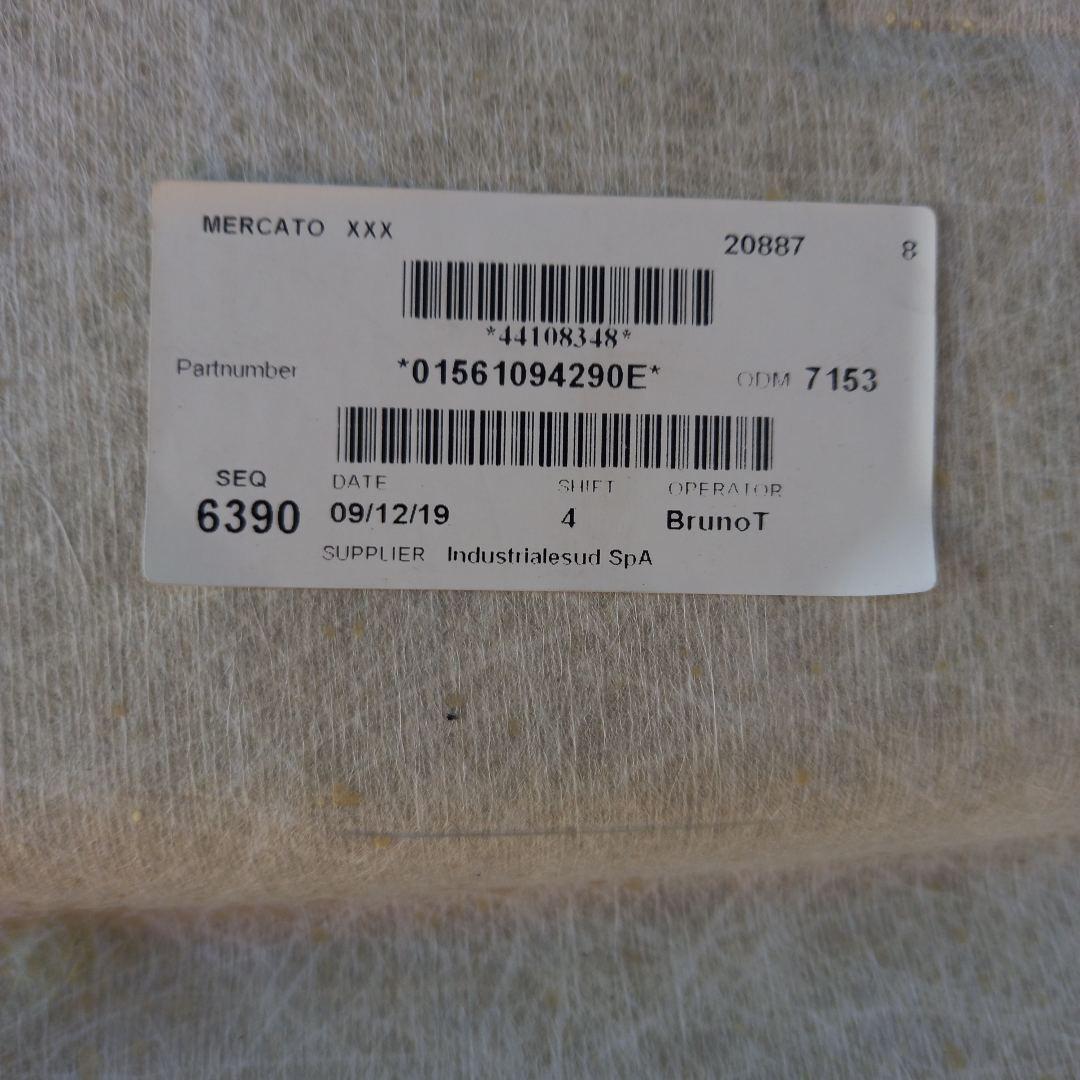 MERCATO XXX 20887 8
*44108348*
Partnumber *01561094290E* ODM 7153
SEQ DATE SHIFT OPERATOR
6390 09/12/19 4 BrunoT
SUPPLIER Industrialesud SpA